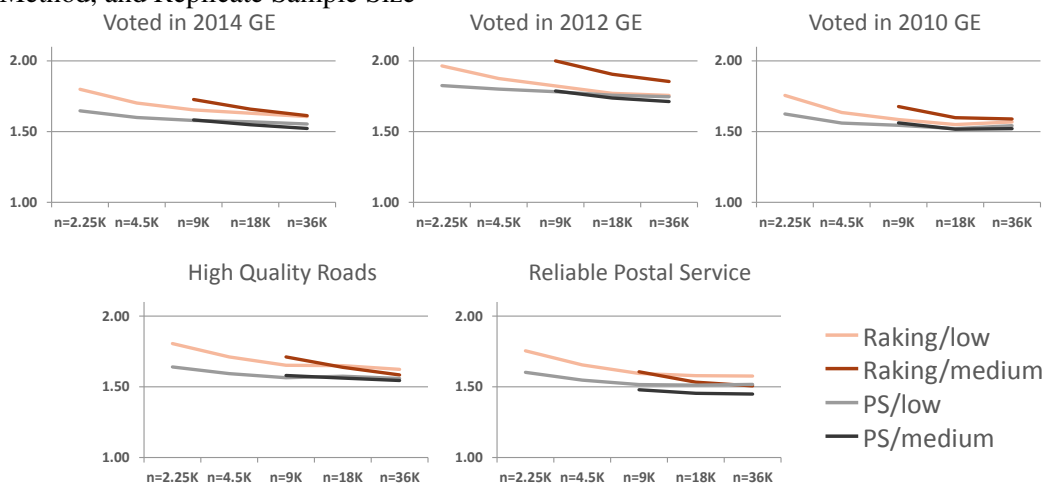 Method, and Replicate Sample Size
Voted in 2014 GE
2.00
1.50
1.00
n=2.25K n=4.5K n=9K n=18K n=36K
Voted in 2012 GE
2.00
1.50
1.00
n=2.25K n=4.5K n=9K n=18K n=36K
Voted in 2010 GE
2.00
1.50
1.00
n=2.25K n=4.5K n=9K n=18K n=36K
High Quality Roads
2.00
1.50
1.00
n=2.25K n=4.5K n=9K n=18K n=36K
Reliable Postal Service
2.00
1.50
1.00
n=2.25K n=4.5K n=9K n=18K n=36K
Raking/low
Raking/medium
PS/low
PS/medium